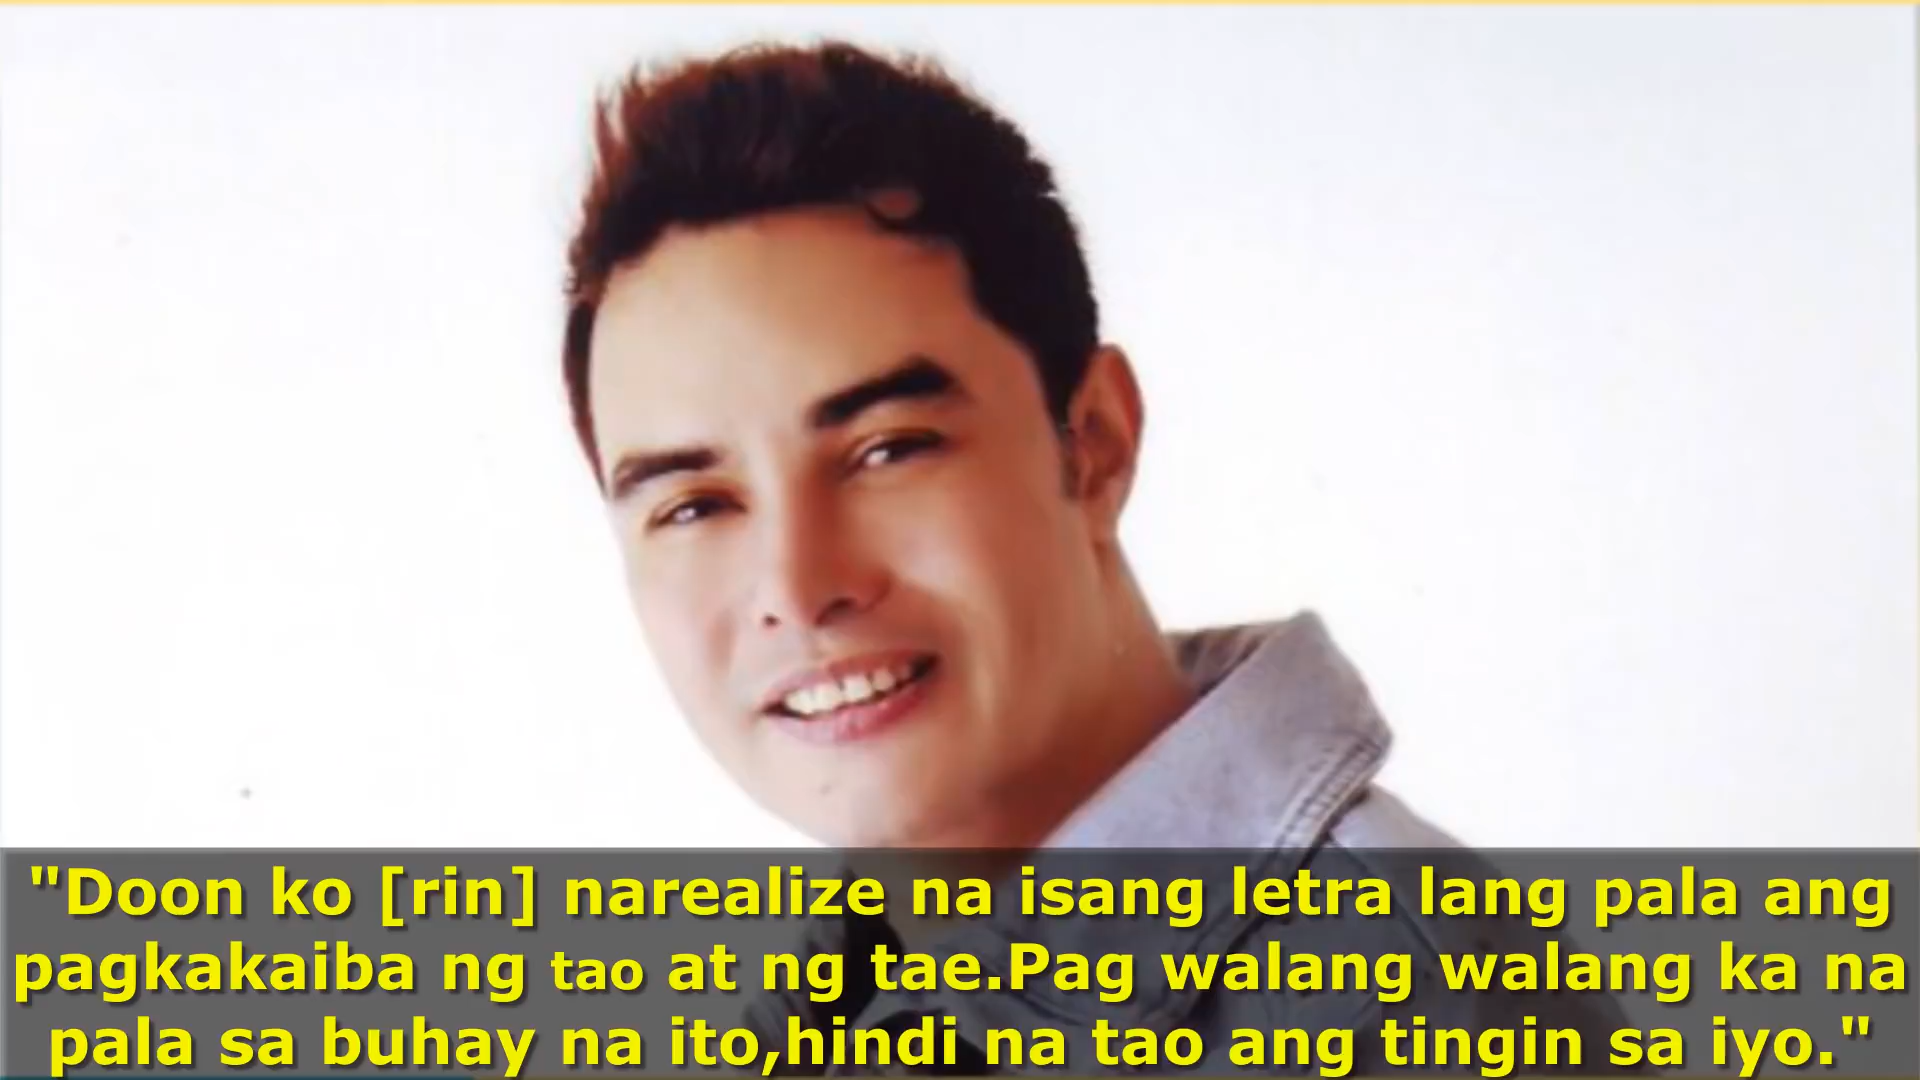 "Doon ko [rin] narealize na isang letra lang pala ang
pagkakaiba ng tao at ng tae.Pag walang walang ka na
pala sa buhay na ito,hindi na tao ang tingin sa iyo."